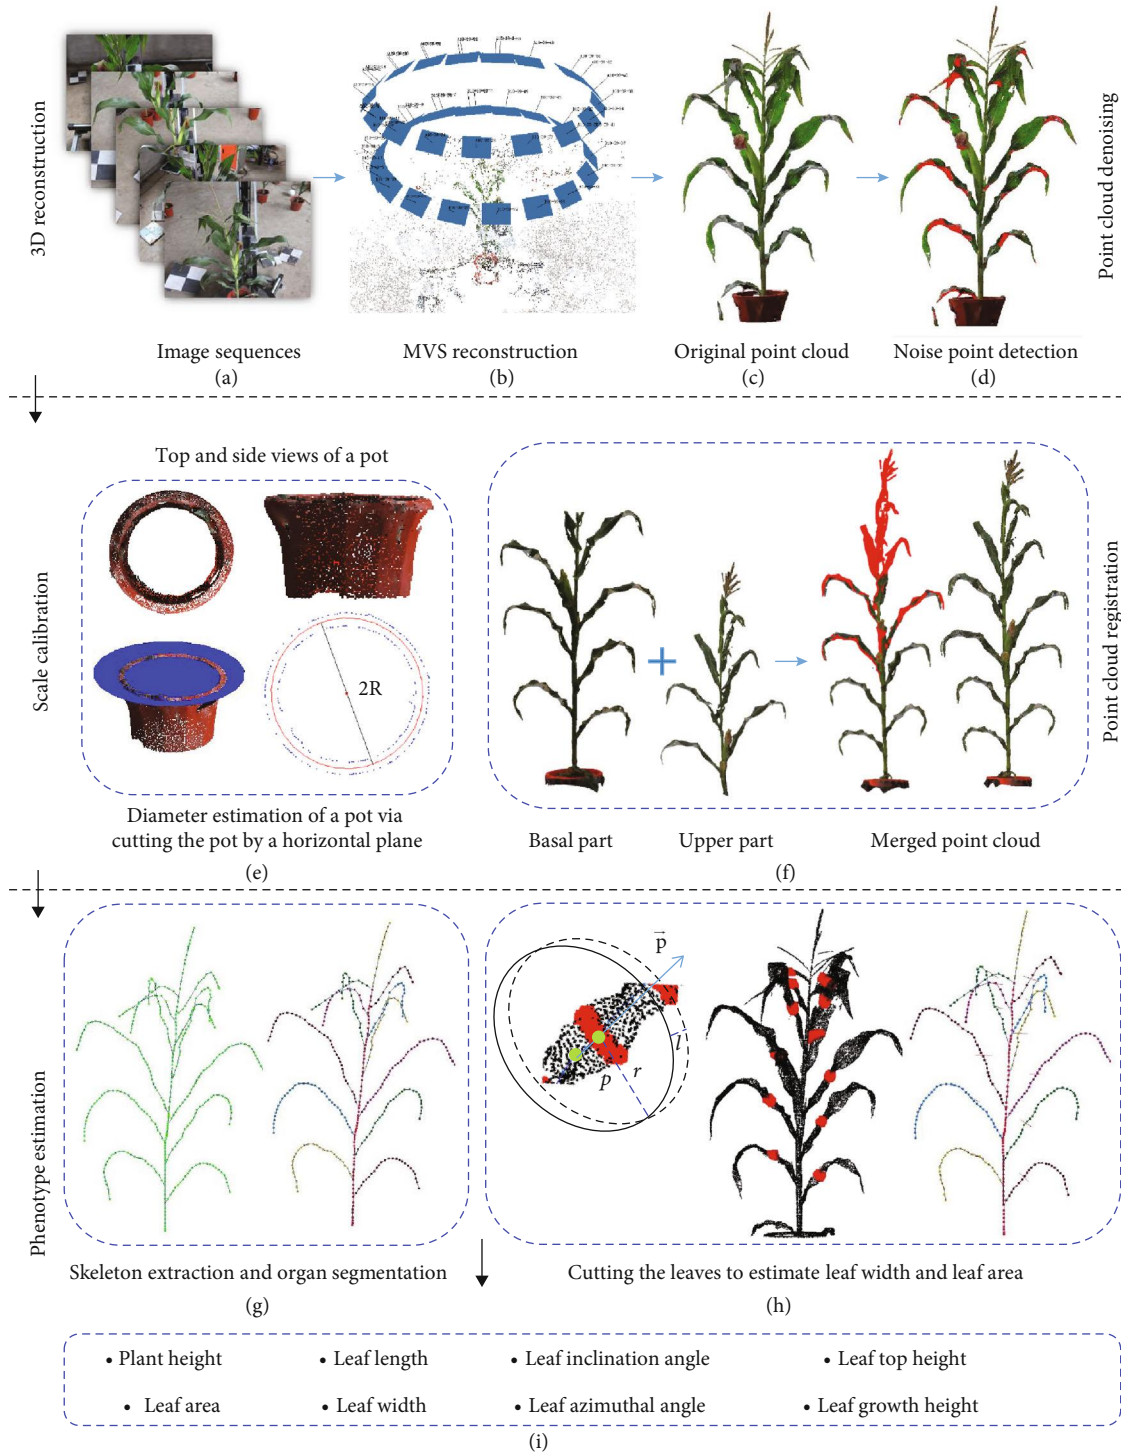 3D reconstruction
Point cloud denoising
Image sequences
(a)
MVS reconstruction
(b)
Original point cloud
(c)
Noise point detection
(d)
Scale calibration
Top and side views of a pot
2R
Diameter estimation of a pot via
cutting the pot by a horizontal plane
(e)
Point cloud registration
Basal part
Upper part
Merged point cloud
(f)
Phenotype estimation
Skeleton extraction and organ segmentation
(g)
p
l
p
r
Cutting the leaves to estimate leaf width and leaf area
(h)
• Plant height
• Leaf length
• Leaf inclination angle
• Leaf top height
• Leaf area
• Leaf width
• Leaf azimuthal angle
• Leaf growth height
(i)